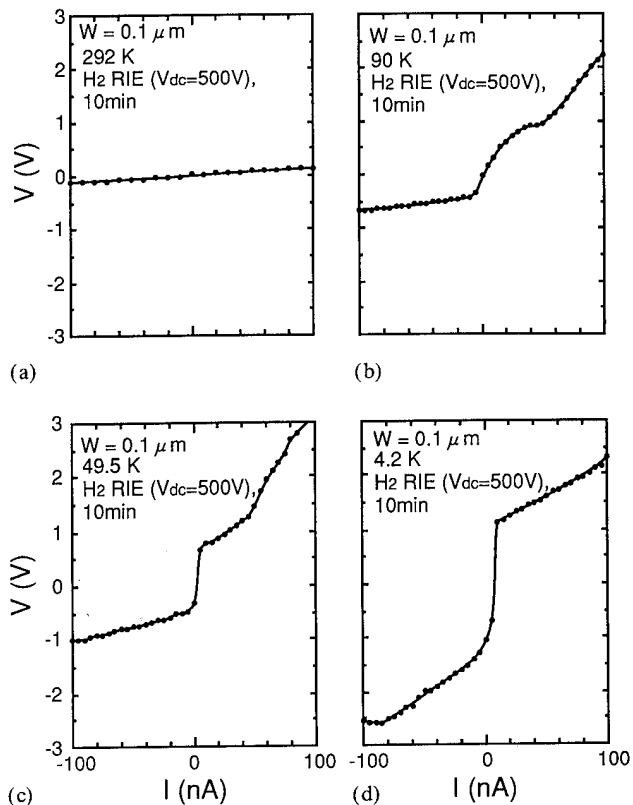 W = 0.1 μm
292 K
H2 RIE (Vdc=500V),
10min
3
2
1
0
-1
-2
-3
V (V)
(a)
W = 0.1 μm
90 K
H2 RIE (Vdc=500V),
10min
(b)
W = 0.1 μm
49.5 K
H2 RIE (Vdc=500V),
10min
3
2
1
0
-1
-2
-3
V (V)
-100
0
100
I (nA)
(c)
W = 0.1 μm
4.2 K
H2 RIE (Vdc=500V),
10min
0
100
I (nA)
(d)